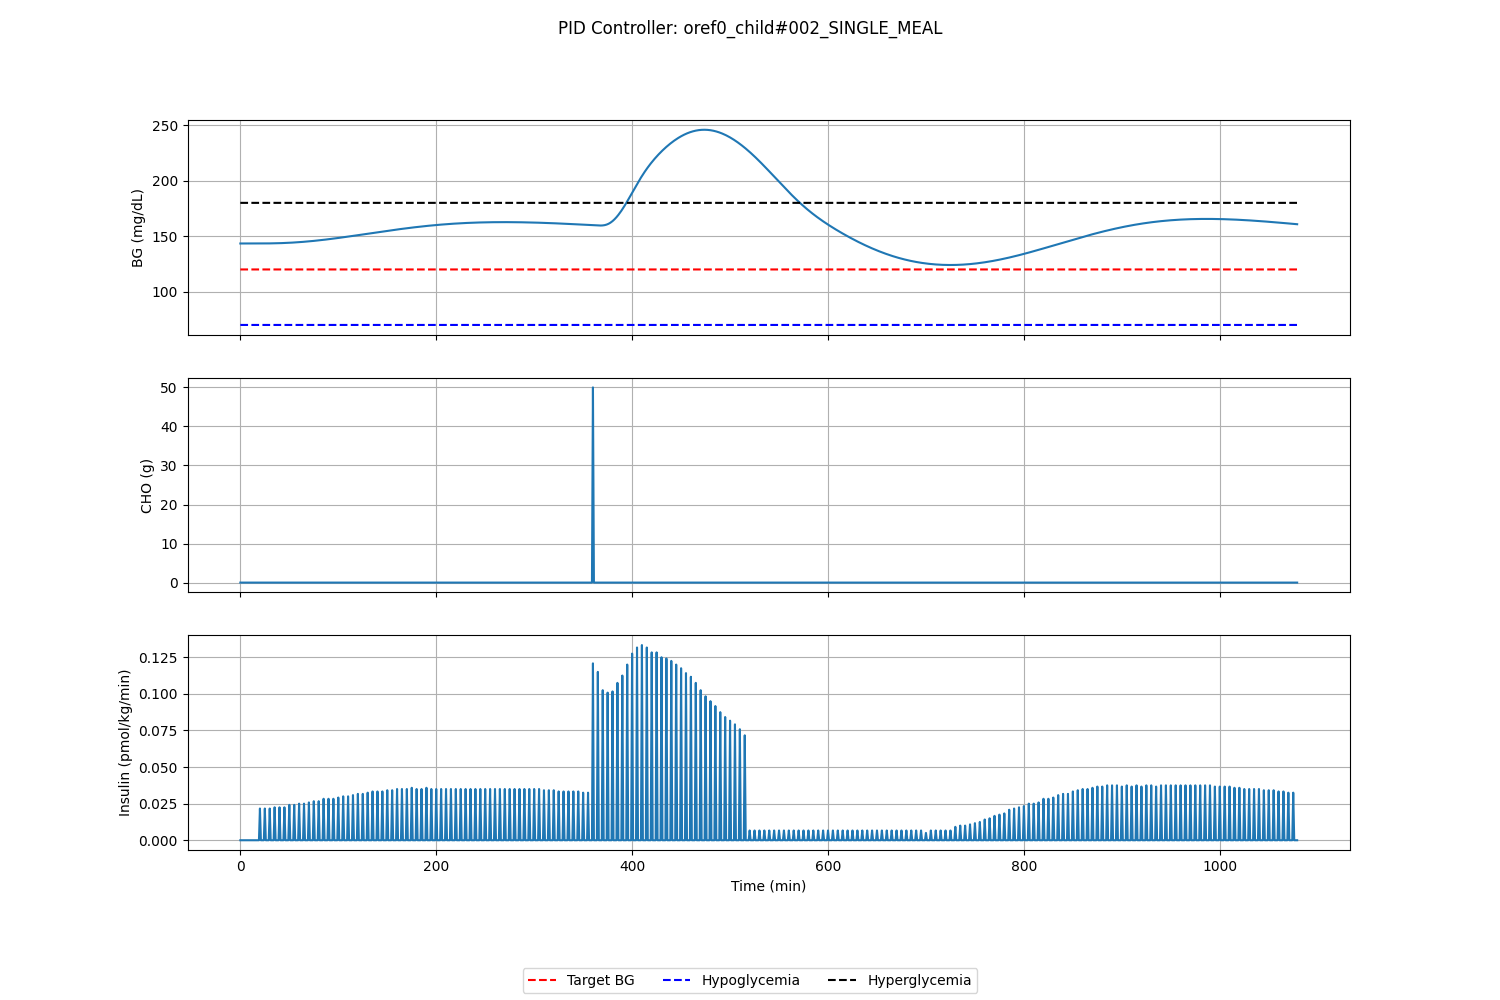 PID Controller: oref0_child#002_SINGLE_MEAL
250
200
150
100
BG (mg/dL)
50
40
30
20
10
0
CHO (g)
0.125
0.100
0.075
0.050
0.025
0.000
Insulin (pmol/kg/min)
0 200 400 600 800 1000
Time (min)
Target BG Hypoglycemia Hyperglycemia